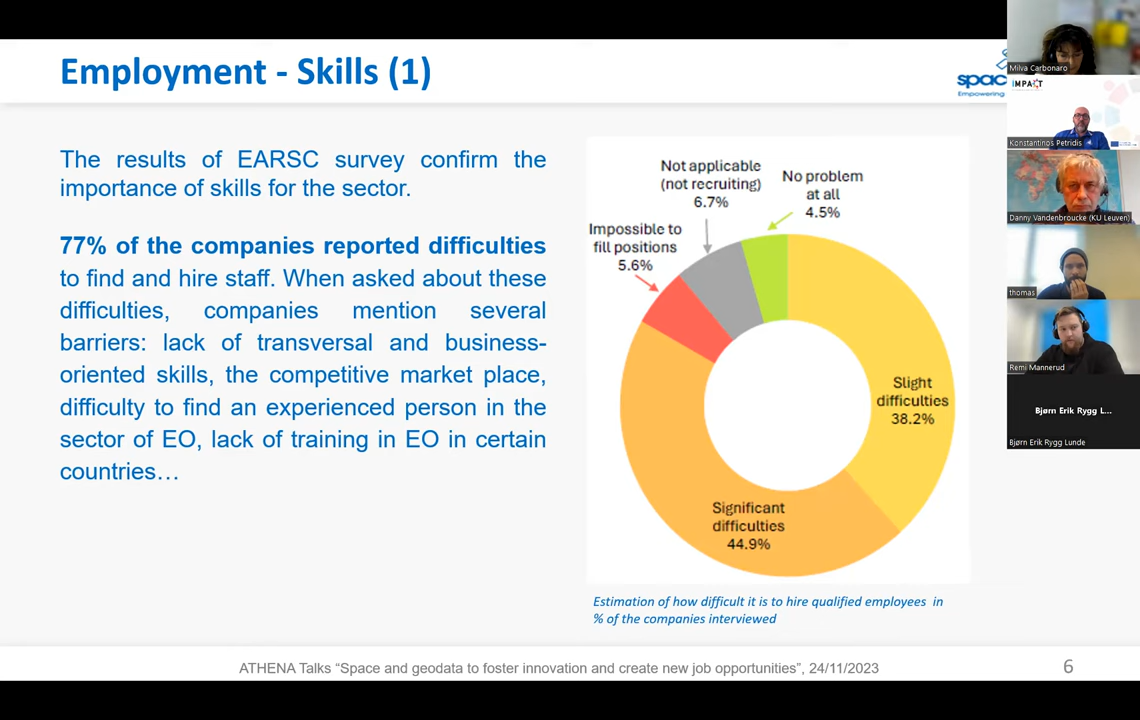 Employment - Skills (1)
spac
Empowering
The results of EARSC survey confirm the
importance of skills for the sector.
77% of the companies reported difficulties
to find and hire staff. When asked about these
difficulties, companies mention several
barriers: lack of transversal and business-
oriented skills, the competitive market place,
difficulty to find an experienced person in the
sector of EO, lack of training in EO in certain
countries…
Not applicable
(not recruiting)
6.7%
No problem
at all
4.5%
Impossible to
fill positions
5.6%
Slight
difficulties
38.2%
Significant
difficulties
44.9%
Estimation of how difficult it is to hire qualified employees in
% of the companies interviewed
ATHENA Talks “Space and geodata to foster innovation and create new job opportunities”, 24/11/2023
6
Milva Carbonaro
IMPACT
Konstantinos Petridis
Danny Vandenbroucke (KU Leuven)
thomas
Remi Mannerud
Bjørn Erik Rygg L...
Bjørn Erik Rygg Lunde